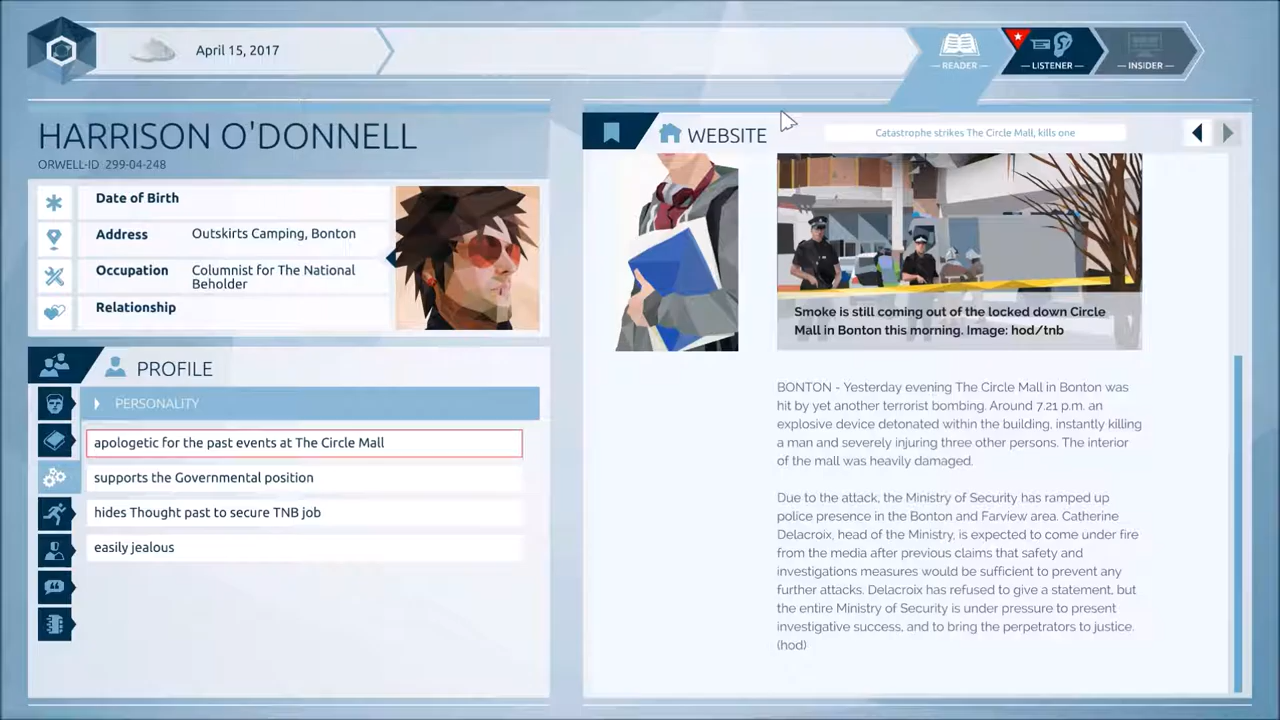 April 15, 2017
READER
LISTENER
INSIDER
HARRISON O'DONNELL
ORWELL-ID 299-04-248
Date of Birth
Address Outskirts Camping, Bonton
Occupation Columnist for The National
Beholder
Relationship
PROFILE
PERSONALITY
apologetic for the past events at The Circle Mall
supports the Governmental position
hides Thought past to secure TNB job
easily jealous
WEBSITE
Catastrophe strikes The Circle Mall, kills one
Smoke is still coming out of the locked down Circle
Mall in Bonton this morning. Image: hod/tnb
BONTON - Yesterday evening The Circle Mall in Bonton was
hit by yet another terrorist bombing. Around 7.21 p.m. an
explosive device detonated within the building, instantly killing
a man and severely injuring three other persons. The interior
of the mall was heavily damaged.
Due to the attack, the Ministry of Security has ramped up
police presence in the Bonton and Farview area. Catherine
Delacroix, head of the Ministry, is expected to come under fire
from the media after previous claims that safety and
investigations measures would be sufficient to prevent any
further attacks. Delacroix has refused to give a statement, but
the entire Ministry of Security is under pressure to present
investigative success, and to bring the perpetrators to justice.
(hod)